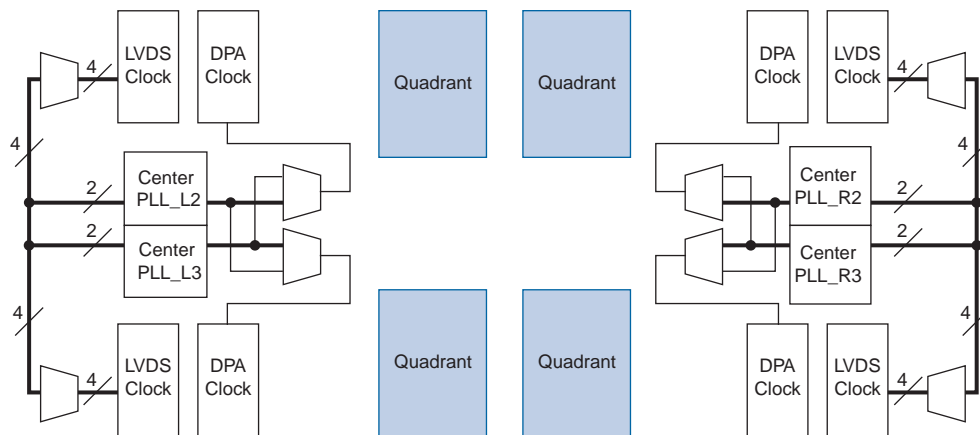 4
LVDS
Clock
DPA
Clock
Quadrant
Quadrant
DPA
Clock
LVDS
Clock
4
4
2
Center
PLL_L2
Center
PLL_R2
2
4
2
Center
PLL_L3
Center
PLL_R3
2
4
4
4
LVDS
Clock
DPA
Clock
Quadrant
Quadrant
DPA
Clock
LVDS
Clock
4